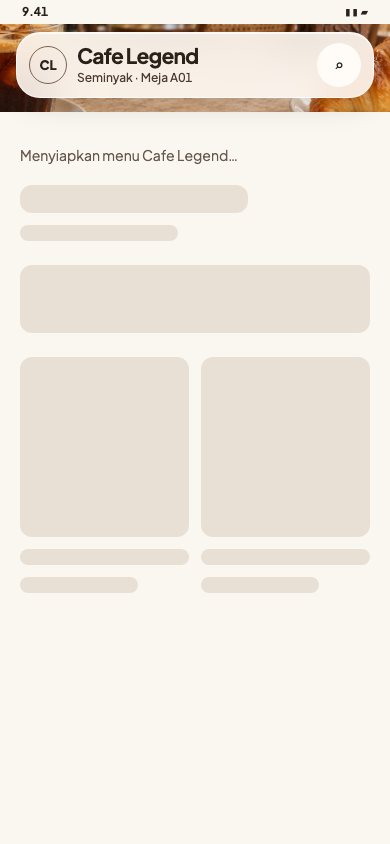 9.41
CL
Cafe Legend
Seminyak · Meja A01
Menyiapkan menu Cafe Legend…